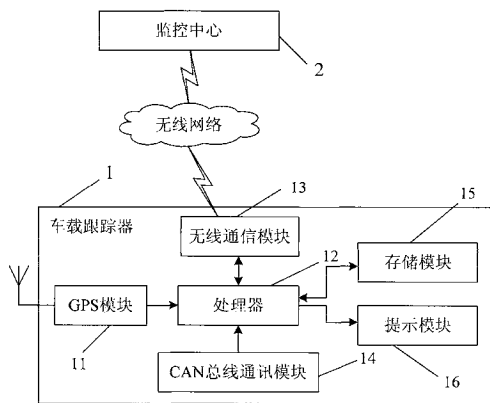 监控中心
2
无线网络
1
13
15
车载跟踪器
无线通信模块
12
存储模块
GPS模块
处理器
提示模块
11
14
CAN总线通讯模块
16